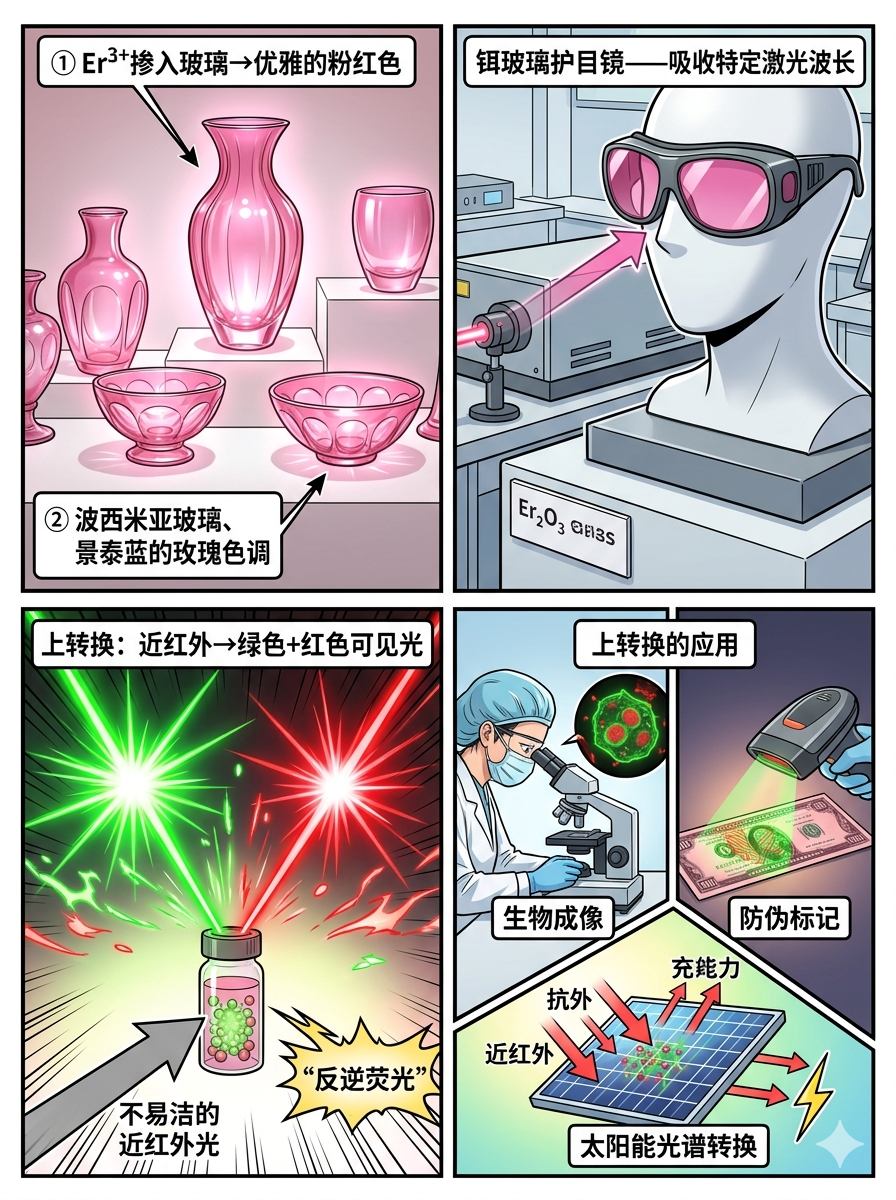 ① Er³⁺掺入玻璃→优雅的粉红色
② 波西米亚玻璃、
景泰蓝的玫瑰色调
铒玻璃护目镜——吸收特定激光波长
Er₂O₃
上转换：近红外→绿色+红色可见光
“反逆荧光”
不易洁的
近红外光
上转换的应用
生物成像
防伪标记
充能力
抗外
近红外
太阳能光谱转换